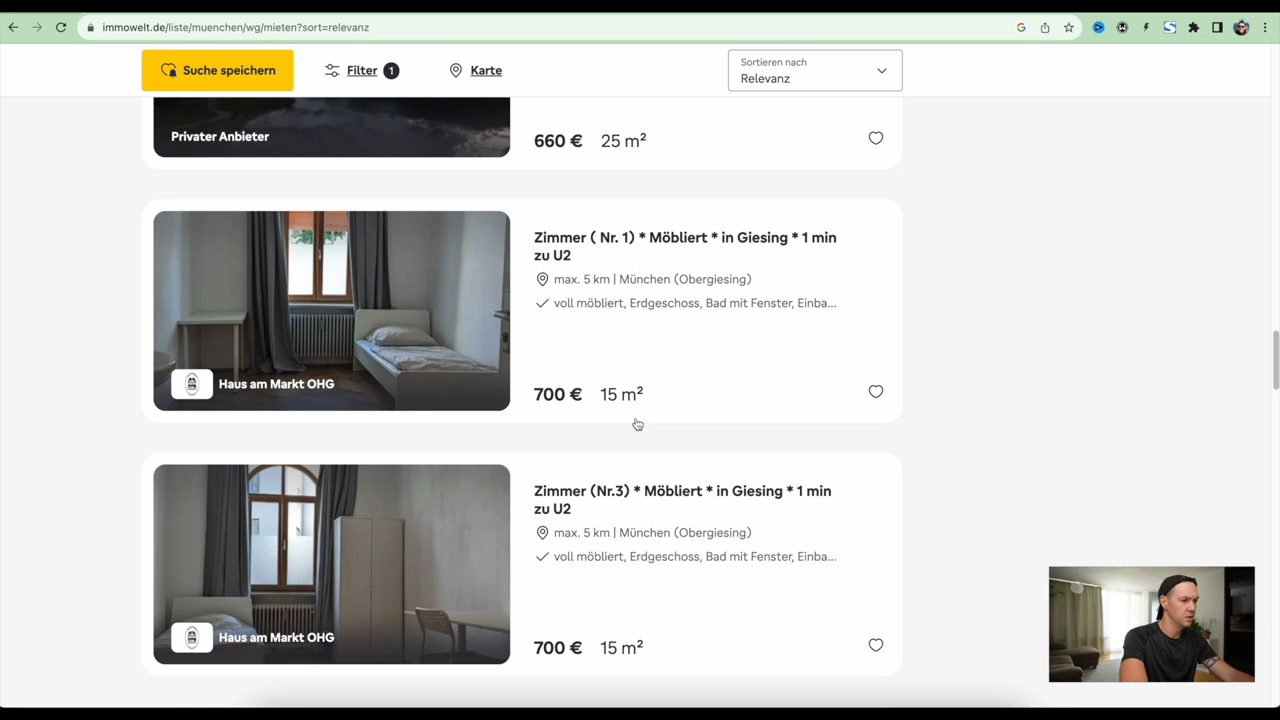 immowelt.de/liste/muenchen/wg/mieten?sort=relevanz
Suche speichern
Filter 1
Karte
Sortieren nach
Relevanz
Privater Anbieter
660 € 25 m²
Zimmer ( Nr. 1) * Möbliert * in Giesing * 1 min
zu U2
max. 5 km | München (Obergiesing)
voll möbliert, Erdgeschoss, Bad mit Fenster, Einba...
Haus am Markt OHG
700 € 15 m²
Zimmer (Nr.3) * Möbliert * in Giesing * 1 min
zu U2
max. 5 km | München (Obergiesing)
voll möbliert, Erdgeschoss, Bad mit Fenster, Einba...
Haus am Markt OHG
700 € 15 m²